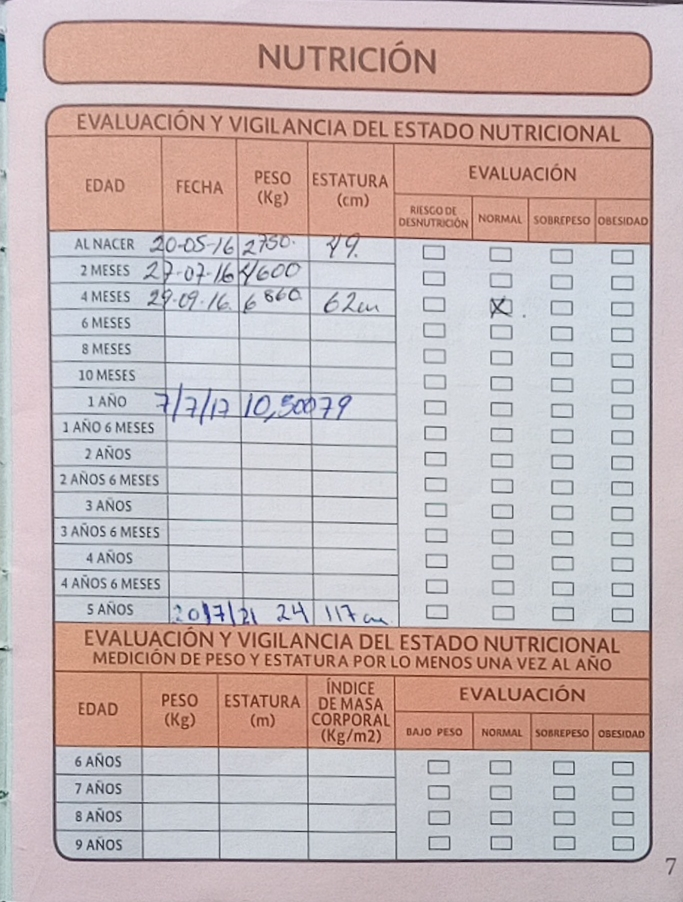 NUTRICIÓN
EVALUACIÓN Y VIGILANCIA DEL ESTADO NUTRICIONAL
EDAD FECHA PESO (Kg) ESTATURA (cm) EVALUACIÓN
RIESGO DE DESNUTRICIÓN NORMAL SOBREPESO OBESIDAD
AL NACER 20-05-16 2750. 49.
2 MESES 27-07-16 4600
4 MESES 29-09-16. 6860. 62cm X
6 MESES
8 MESES
10 MESES
1 AÑO 7/7/17 10,500 79
1 AÑO 6 MESES
2 AÑOS
2 AÑOS 6 MESES
3 AÑOS
3 AÑOS 6 MESES
4 AÑOS
4 AÑOS 6 MESES
5 AÑOS 20/7/21 24 117cm
EVALUACIÓN Y VIGILANCIA DEL ESTADO NUTRICIONAL
MEDICIÓN DE PESO Y ESTATURA POR LO MENOS UNA VEZ AL AÑO
EDAD PESO (Kg) ESTATURA (m) ÍNDICE DE MASA CORPORAL (Kg/m2) EVALUACIÓN
BAJO PESO NORMAL SOBREPESO OBESIDAD
6 AÑOS
7 AÑOS
8 AÑOS
9 AÑOS
7